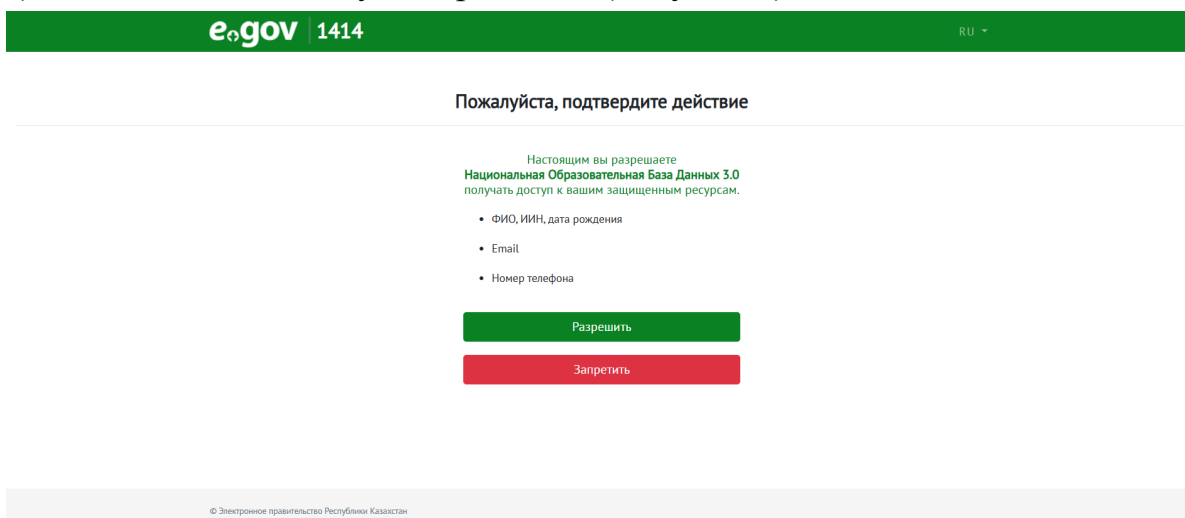 egov 1414
RU
Пожалуйста, подтвердите действие
Настоящим вы разрешаете
Национальная Образовательная База Данных 3.0
получать доступ к вашим защищенным ресурсам.
• ФИО, ИИН, дата рождения
• Email
• Номер телефона
Разрешить
Запретить
© Электронное правительство Республики Казахстан